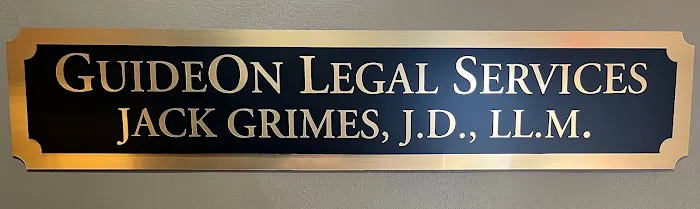 GUIDEON LEGAL SERVICES
JACK GRIMES, J.D., LL.M.